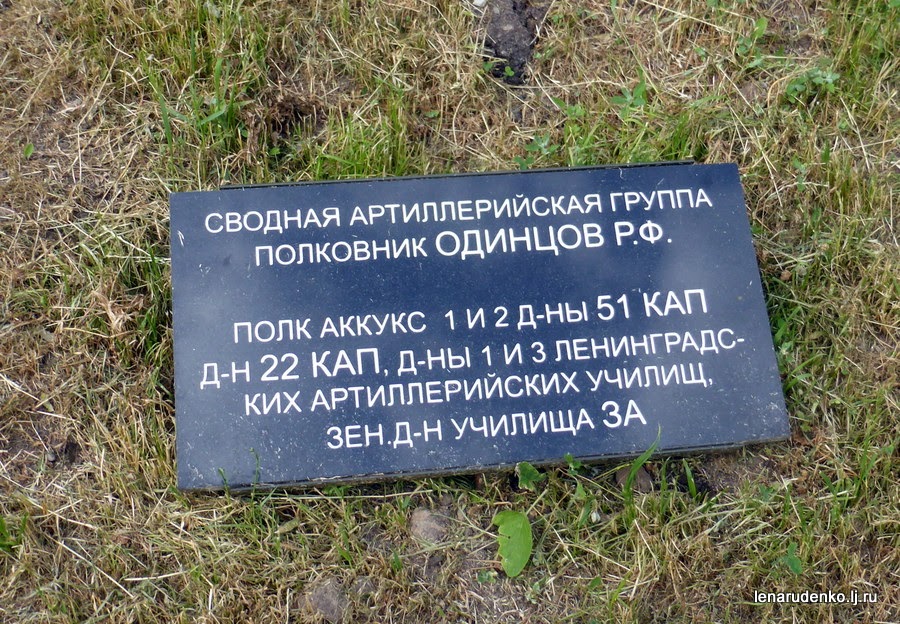 СВОДНАЯ АРТИЛЛЕРИЙСКАЯ ГРУППА
ПОЛКОВНИК ОДИНЦОВ Р.Ф.
ПОЛК АККУКС 1 И 2 Д-НЫ 51 КАП
Д-Н 22 КАП, Д-НЫ 1 И 3 ЛЕНИНГРАДС-
КИХ АРТИЛЛЕРИЙСКИХ УЧИЛИЩ,
ЗЕН.Д-Н УЧИЛИЩА ЗА
lenarudenko.lj.ru